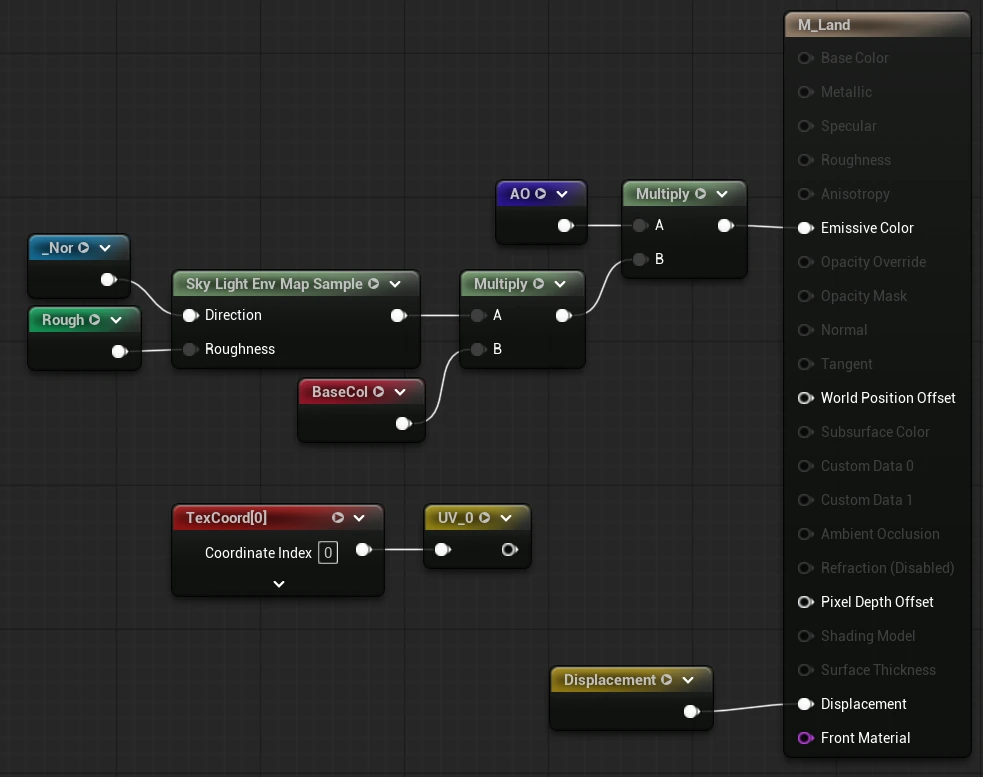 M_Land
Base Color
Metallic
Specular
Roughness
Anisotropy
Emissive Color
Opacity Override
Opacity Mask
Normal
Tangent
World Position Offset
Subsurface Color
Custom Data 0
Custom Data 1
Ambient Occlusion
Refraction (Disabled)
Pixel Depth Offset
Shading Model
Surface Thickness
Displacement
Front Material
AO
Multiply
A
B
_Nor
Rough
Sky Light Env Map Sample
Direction
Roughness
Multiply
A
B
BaseCol
TexCoord[0]
Coordinate Index 0
UV_0
Displacement